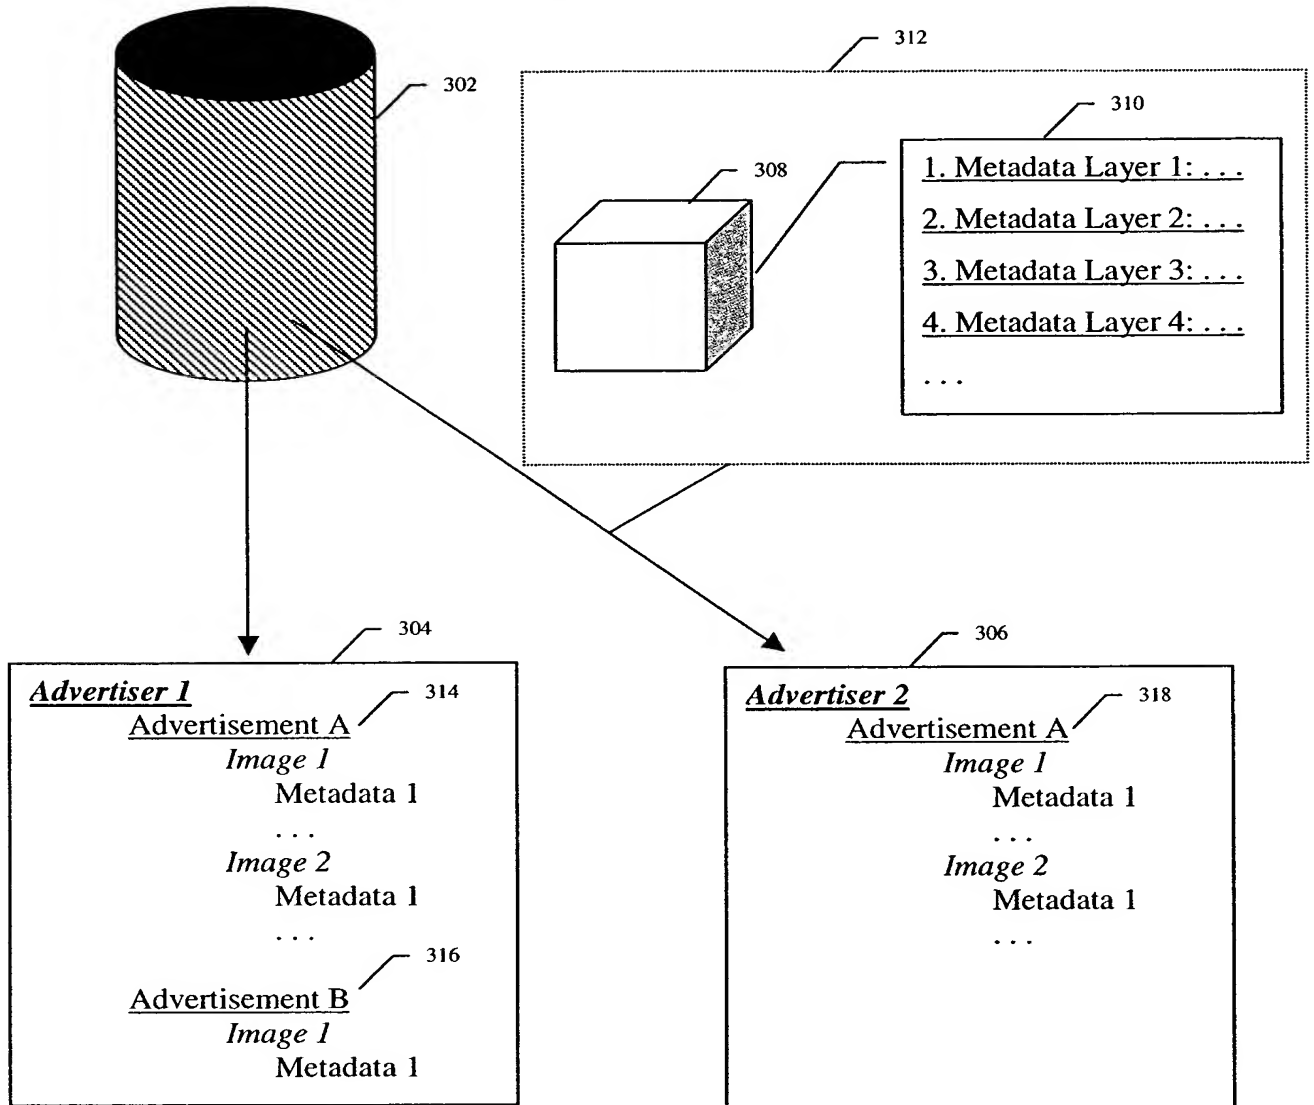 312
302
310
308
1. Metadata Layer 1: . . .
2. Metadata Layer 2: . . .
3. Metadata Layer 3: . . .
4. Metadata Layer 4: . . .
. . .
304
Advertiser 1
314
Advertisement A
Image 1
Metadata 1
. . .
Image 2
Metadata 1
. . .
316
Advertisement B
Image 1
Metadata 1
306
Advertiser 2
318
Advertisement A
Image 1
Metadata 1
. . .
Image 2
Metadata 1
. . .